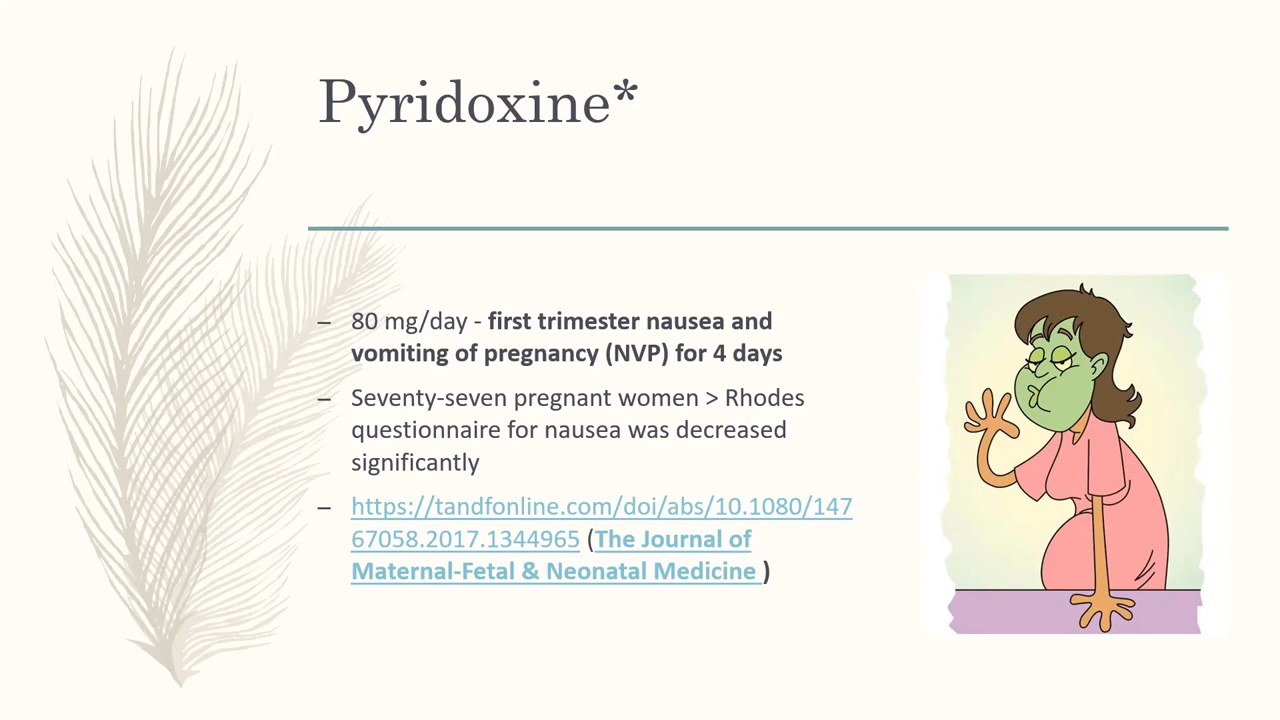 Pyridoxine*
– 80 mg/day - first trimester nausea and
vomiting of pregnancy (NVP) for 4 days
– Seventy-seven pregnant women > Rhodes
questionnaire for nausea was decreased
significantly
– https://tandfonline.com/doi/abs/10.1080/147
67058.2017.1344965 (The Journal of
Maternal-Fetal & Neonatal Medicine )